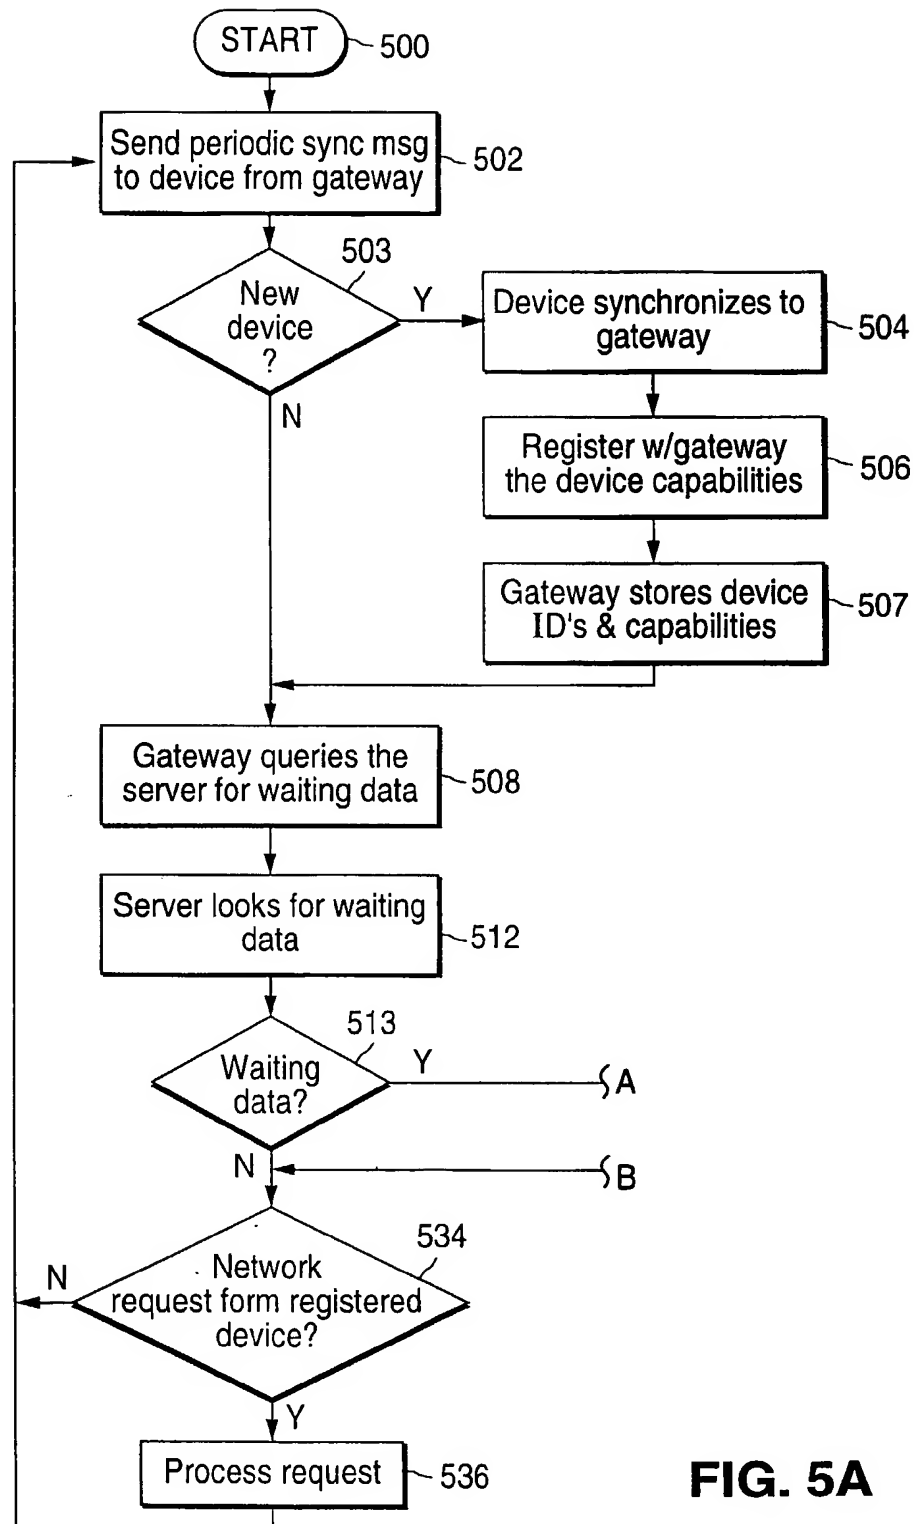 START
500
Send periodic sync msg
to device from gateway
502
503
New
device
?
Y
N
Device synchronizes to
gateway
504
Register w/gateway
the device capabilities
506
Gateway stores device
ID's & capabilities
507
Gateway queries the
server for waiting data
508
Server looks for waiting
data
512
513
Waiting
data?
Y
A
N
B
534
Network
request form registered
device?
N
Y
Process request
536
FIG. 5A